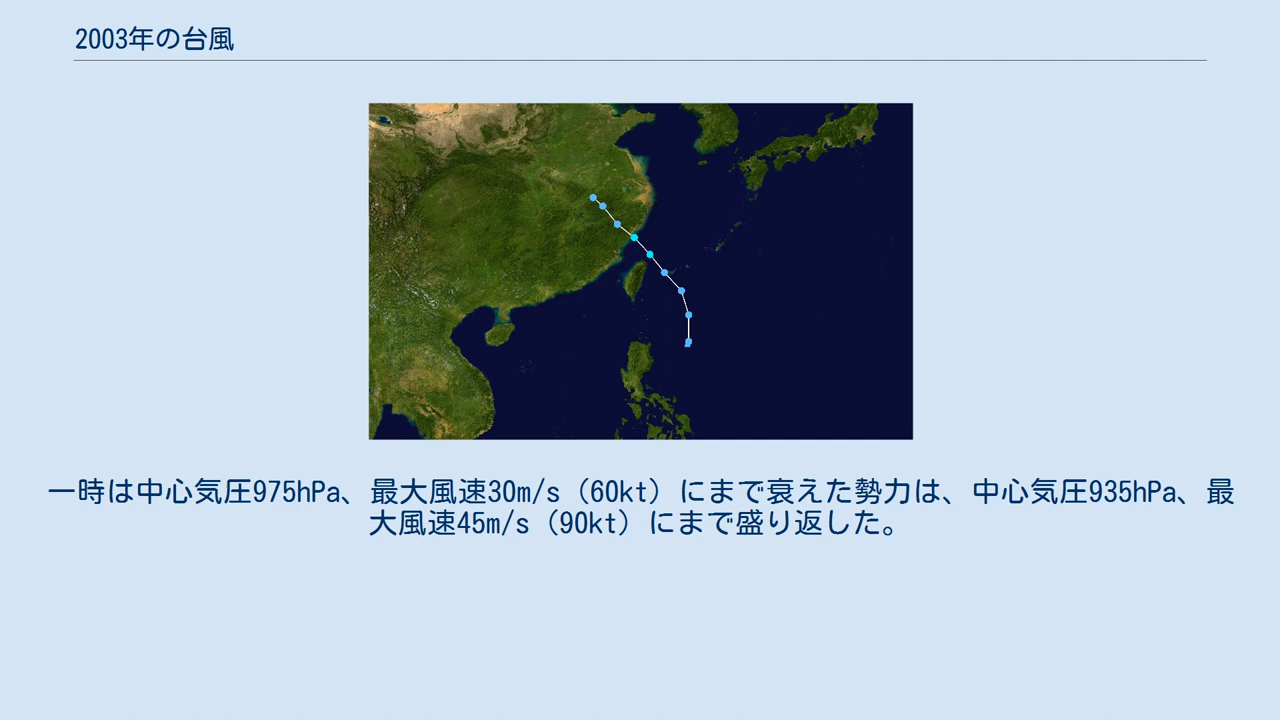 2003年の台風
一時は中心気圧975hPa、最大風速30m/s（60kt）にまで衰えた勢力は、中心気圧935hPa、最
大風速45m/s（90kt）にまで盛り返した。